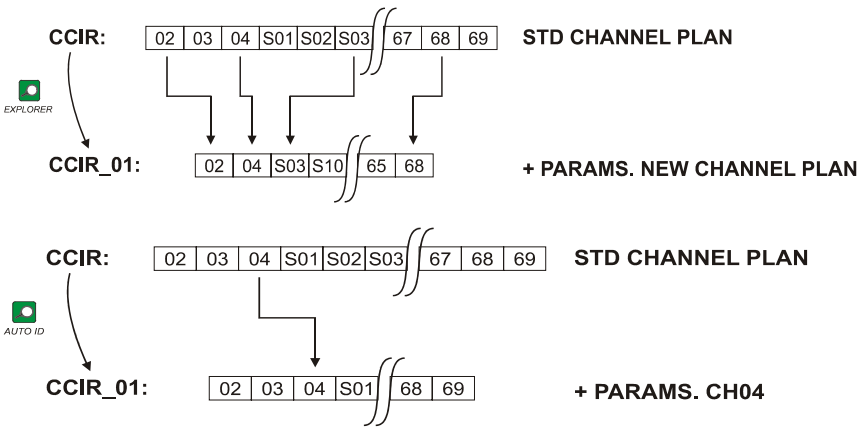 CCIR: 02 03 04 S01 S02 S03 67 68 69 STD CHANNEL PLAN
EXPLORER
CCIR_01: 02 04 S03 S10 65 68 + PARAMS. NEW CHANNEL PLAN
CCIR: 02 03 04 S01 S02 S03 67 68 69 STD CHANNEL PLAN
AUTO ID
CCIR_01: 02 03 04 S01 68 69 + PARAMS. CH04